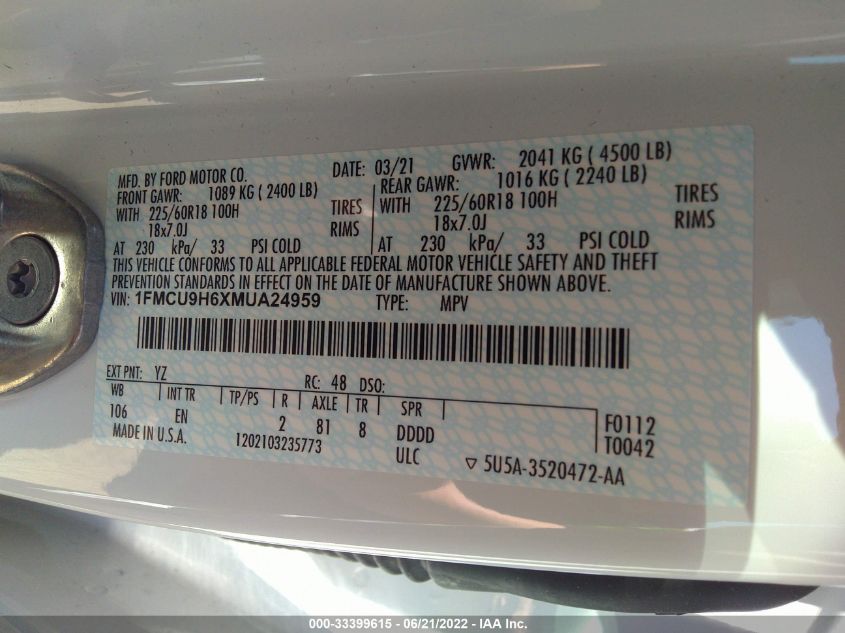 MFD. BY FORD MOTOR CO. DATE: 03/21 GVWR: 2041 KG ( 4500 LB)
FRONT GAWR: 1089 KG ( 2400 LB) REAR GAWR: 1016 KG ( 2240 LB)
WITH 225/60R18 100H TIRES WITH 225/60R18 100H TIRES
18x7.0J RIMS 18x7.0J RIMS
AT 230 kPa/ 33 PSI COLD AT 230 kPa/ 33 PSI COLD
THIS VEHICLE CONFORMS TO ALL APPLICABLE FEDERAL MOTOR VEHICLE SAFETY AND THEFT
PREVENTION STANDARDS IN EFFECT ON THE DATE OF MANUFACTURE SHOWN ABOVE.
VIN: 1FMCU9H6XMUA24959 TYPE: MPV
EXT PNT: YZ RC: 48 DSO:
WB INT TR TP/PS R AXLE TR SPR F0112
106 EN 2 81 8 DDDD T0042
MADE IN U.S.A. 1202103235773 ULC ▽ 5U5A-3520472-AA
000-33399615 - 06/21/2022 - IAA Inc.